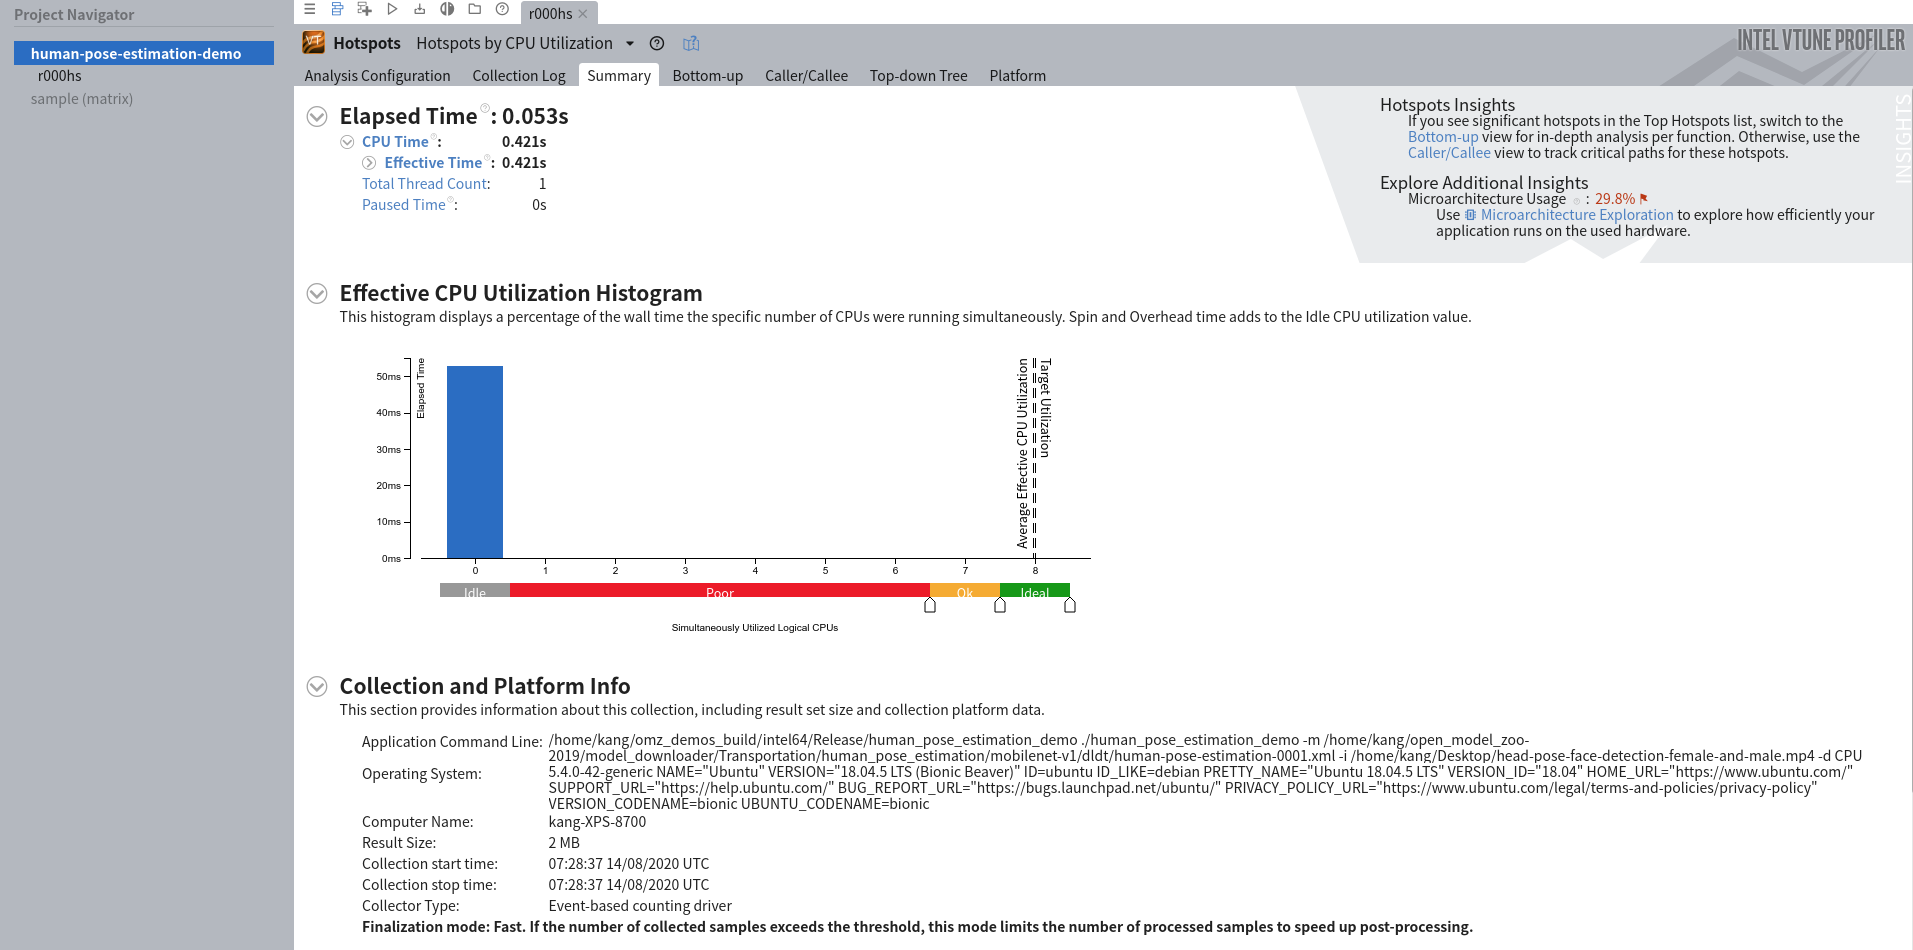 Project Navigator
human-pose-estimation-demo
r000hs
sample (matrix)
r000hs
Hotspots Hotspots by CPU Utilization
INTEL VTUNE PROFILER
Analysis Configuration Collection Log Summary Bottom-up Caller/Callee Top-down Tree Platform
Elapsed Time : 0.053s
CPU Time : 0.421s
Effective Time : 0.421s
Total Thread Count: 1
Paused Time : 0s
Hotspots Insights
If you see significant hotspots in the Top Hotspots list, switch to the
Bottom-up view for in-depth analysis per function. Otherwise, use the
Caller/Callee view to track critical paths for these hotspots.
Explore Additional Insights
Microarchitecture Usage : 29.8%
Use Microarchitecture Exploration to explore how efficiently your
application runs on the used hardware.
INSIGHTS
Effective CPU Utilization Histogram
This histogram displays a percentage of the wall time the specific number of CPUs were running simultaneously. Spin and Overhead time adds to the Idle CPU utilization value.
Elapsed Time
50ms
40ms
30ms
20ms
10ms
0ms
Average Effective CPU Utilization
Target Utilization
0 1 2 3 4 5 6 7 8
Idle Poor Ok Ideal
Simultaneously Utilized Logical CPUs
Collection and Platform Info
This section provides information about this collection, including result set size and collection platform data.
Application Command Line: /home/kang/omz_demos_build/intel64/Release/human_pose_estimation_demo ./human_pose_estimation_demo -m /home/kang/open_model_zoo-
2019/model_downloader/Transportation/human_pose_estimation/mobilenet-v1/dldt/human-pose-estimation-0001.xml -i /home/kang/Desktop/head-pose-face-detection-female-and-male.mp4 -d CPU
Operating System: 5.4.0-42-generic NAME="Ubuntu" VERSION="18.04.5 LTS (Bionic Beaver)" ID=ubuntu ID_LIKE=debian PRETTY_NAME="Ubuntu 18.04.5 LTS" VERSION_ID="18.04" HOME_URL="https://www.ubuntu.com/"
SUPPORT_URL="https://help.ubuntu.com/" BUG_REPORT_URL="https://bugs.launchpad.net/ubuntu/" PRIVACY_POLICY_URL="https://www.ubuntu.com/legal/terms-and-policies/privacy-policy"
VERSION_CODENAME=bionic UBUNTU_CODENAME=bionic
Computer Name: kang-XPS-8700
Result Size: 2 MB
Collection start time: 07:28:37 14/08/2020 UTC
Collection stop time: 07:28:37 14/08/2020 UTC
Collector Type: Event-based counting driver
Finalization mode: Fast. If the number of collected samples exceeds the threshold, this mode limits the number of processed samples to speed up post-processing.